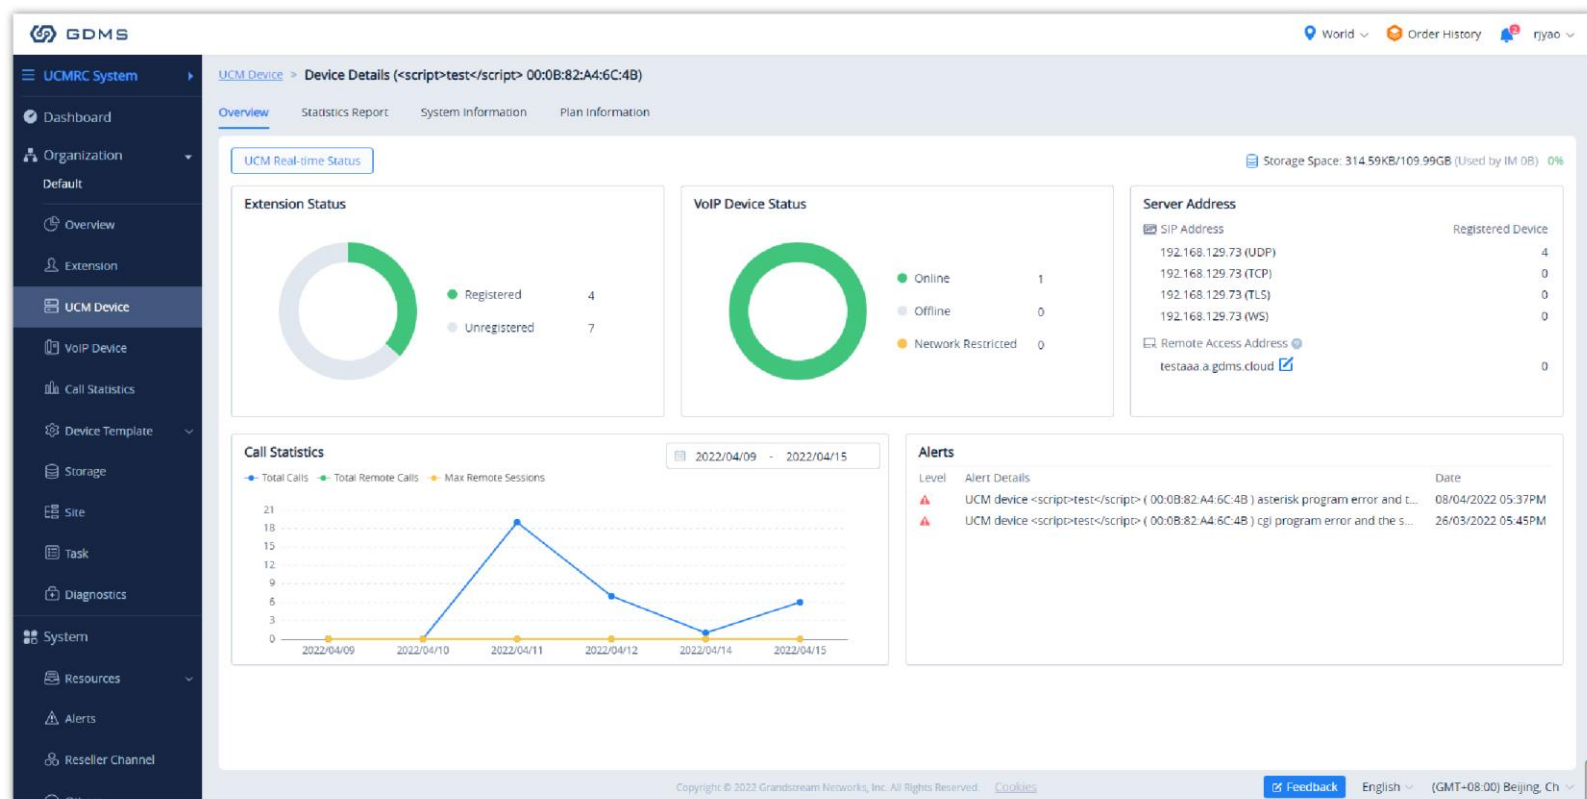 GDMS
World
Order History
2
rjyao
UCMRC System
Dashboard
Organization
Default
Overview
Extension
UCM Device
VoIP Device
Call Statistics
Device Template
Storage
Site
Task
Diagnostics
System
Resources
Alerts
Reseller Channel
UCM Device > Device Details (<script>test</script> 00:0B:82:A4:6C:4B)
Overview Statistics Report System Information Plan Information
UCM Real-time Status
Storage Space: 314.59KB/109.99GB (Used by IM 0B) 0%
Extension Status
Registered 4
Unregistered 7
VoIP Device Status
Online 1
Offline 0
Network Restricted 0
Server Address
SIP Address Registered Device
192.168.129.73 (UDP) 4
192.168.129.73 (TCP) 0
192.168.129.73 (TLS) 0
192.168.129.73 (WS) 0
Remote Access Address
testaaa.a.gdms.cloud 0
Call Statistics
2022/04/09 - 2022/04/15
Total Calls Total Remote Calls Max Remote Sessions
21
18
15
12
9
6
3
0
2022/04/09 2022/04/10 2022/04/11 2022/04/12 2022/04/14 2022/04/15
Alerts
Level Alert Details Date
UCM device <script>test</script> ( 00:0B:82:A4:6C:4B ) asterisk program error and t... 08/04/2022 05:37PM
UCM device <script>test</script> ( 00:0B:82:A4:6C:4B ) cgi program error and the s... 26/03/2022 05:45PM
Copyright © 2022 Grandstream Networks, Inc. All Rights Reserved. Cookies
Feedback
English
(GMT+08:00) Beijing, Ch